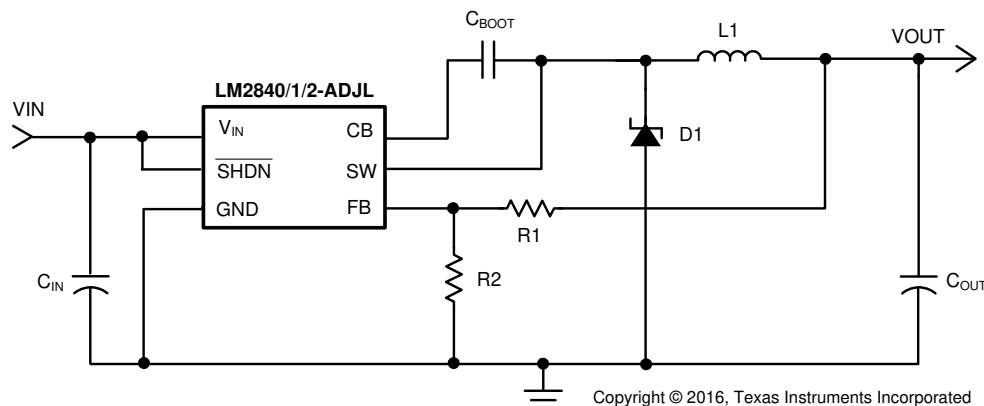 C_BOOT
L1
VOUT
LM2840/1/2-ADJL
VIN
V_IN
CB
D1
SHDN
SW
GND
FB
R1
C_IN
R2
C_OUT
Copyright © 2016, Texas Instruments Incorporated